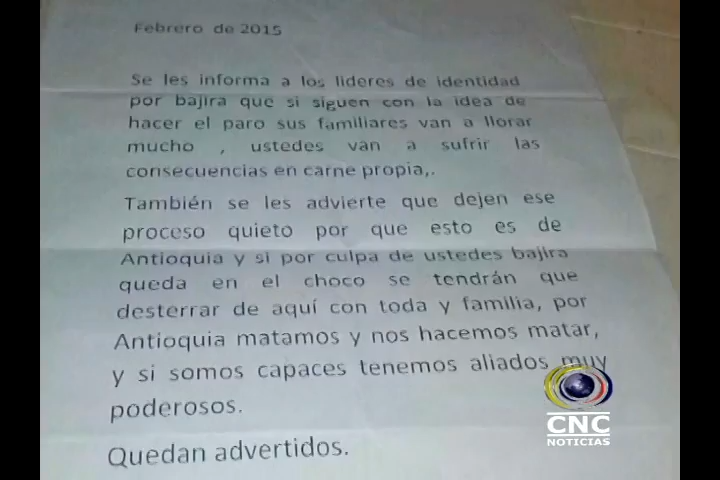 Febrero de 2015
Se les informa a los lideres de identidad
por bajira que si siguen con la idea de
hacer el paro sus familiares van a llorar
mucho , ustedes van a sufrir las
consecuencias en carne propia,.
También se les advierte que dejen ese
proceso quieto por que esto es de
Antioquia y si por culpa de ustedes bajira
queda en el choco se tendrán que
desterrar de aquí con toda y familia, por
Antioquia matamos y nos hacemos matar,
y si somos capaces tenemos aliados muy
poderosos.
Quedan advertidos.
CNC
NOTICIAS